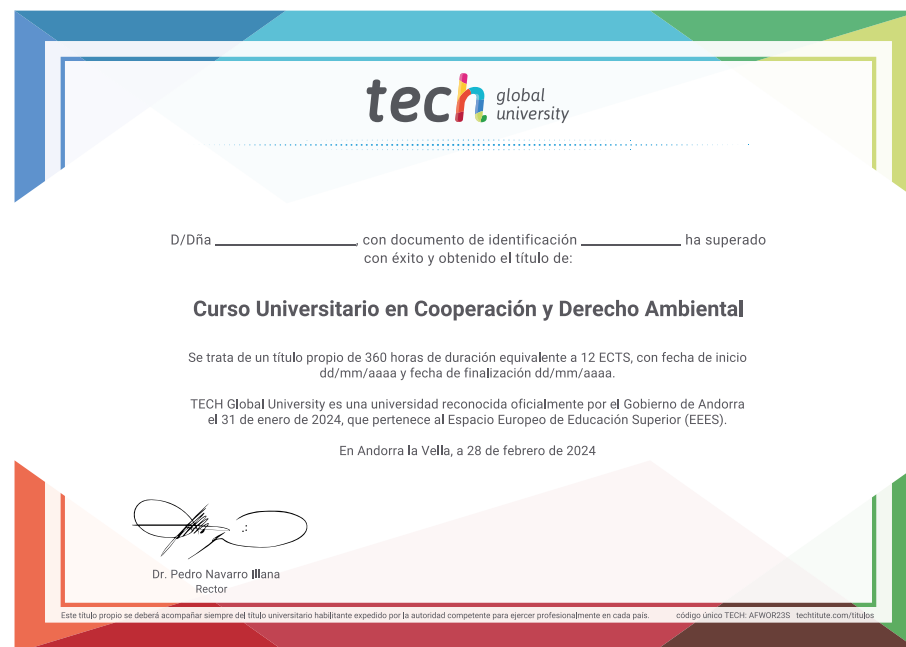 tech global university
D/Dña ____________________, con documento de identificación ______________ ha superado
con éxito y obtenido el título de:
Curso Universitario en Cooperación y Derecho Ambiental
Se trata de un título propio de 360 horas de duración equivalente a 12 ECTS, con fecha de inicio
dd/mm/aaaa y fecha de finalización dd/mm/aaaa.
TECH Global University es una universidad reconocida oficialmente por el Gobierno de Andorra
el 31 de enero de 2024, que pertenece al Espacio Europeo de Educación Superior (EEES).
En Andorra la Vella, a 28 de febrero de 2024
Dr. Pedro Navarro Illana
Rector
Este título propio se deberá acompañar siempre del título universitario habilitante expedido por la autoridad competente para ejercer profesionalmente en cada país. código único TECH: AFWOR23S techtitute.com/titulos